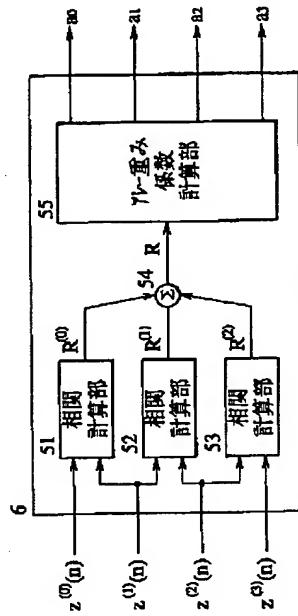 6
z(0)(n)
z(1)(n)
z(2)(n)
z(3)(n)
51
相関
計算部
52
相関
計算部
53
相関
計算部
R(0)
R(1)
R(2)
54
Σ
R
55
アレー重み
係数
計算部
a0
a1
a2
a3